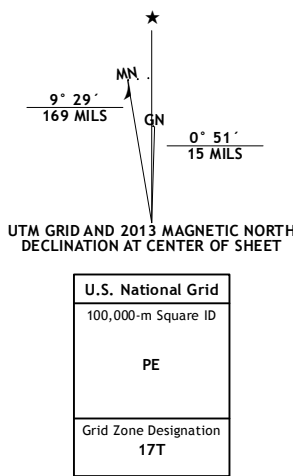 ★
MN
GN
9° 29´
169 MILS
0° 51´
15 MILS
UTM GRID AND 2013 MAGNETIC NORTH
DECLINATION AT CENTER OF SHEET
U.S. National Grid
100,000-m Square ID
PE
Grid Zone Designation
17T